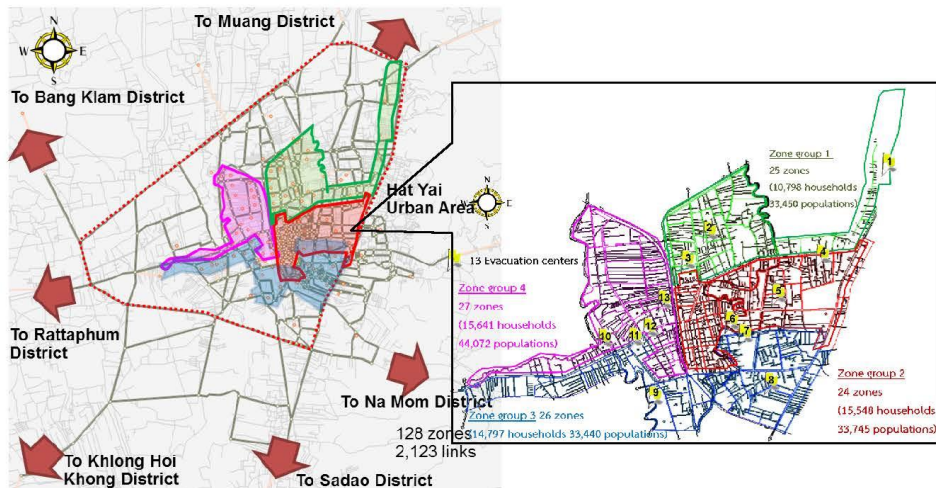 To Muang District
N
W E
S
To Bang Klam District
Hat Yai
Urban Area
To Rattaphum
District
To Na Mom District
128 zones
2,123 links
To Khlong Hoi
Khong District
To Sadao District
N
W E
S
13 Evacuation centers
Zone group 1
25 zones
(10,798 households
33,450 populations)
Zone group 4
27 zones
(15,641 households
44,072 populations)
Zone group 2
24 zones
(15,548 households
33,745 populations)
Zone group 3 26 zones
(14,797 households 33,440 populations)
1
2
3
4
5
6
7
8
9
10
11
12
13